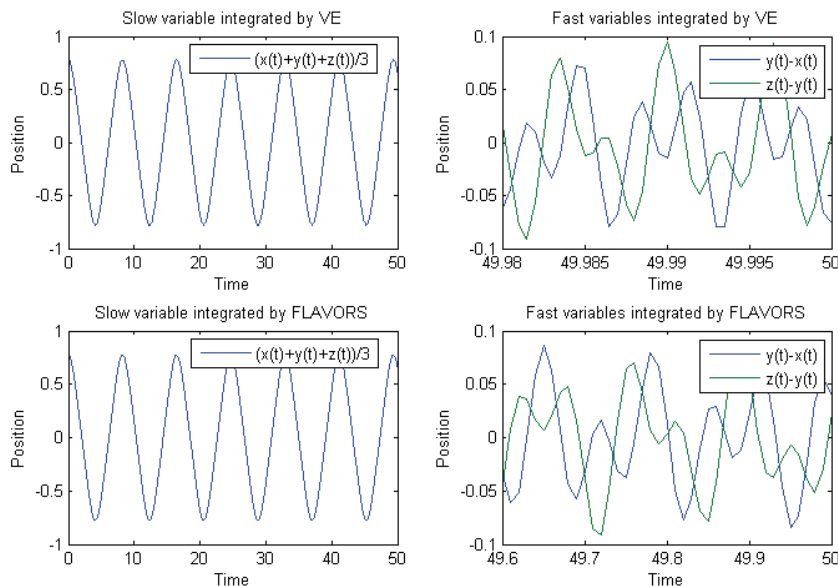 Slow variable integrated by VE
1
0.5
0
-0.5
-1
Position
(x(t)+y(t)+z(t))/3
0 10 20 30 40 50
Time
Fast variables integrated by VE
0.1
0.05
0
-0.05
-0.1
Position
y(t)-x(t)
z(t)-y(t)
49.98 49.985 49.99 49.995 50
Time
Slow variable integrated by FLAVORS
1
0.5
0
-0.5
-1
Position
(x(t)+y(t)+z(t))/3
0 10 20 30 40 50
Time
Fast variables integrated by FLAVORS
0.1
0.05
0
-0.05
-0.1
Position
y(t)-x(t)
z(t)-y(t)
49.6 49.7 49.8 49.9 50
Time